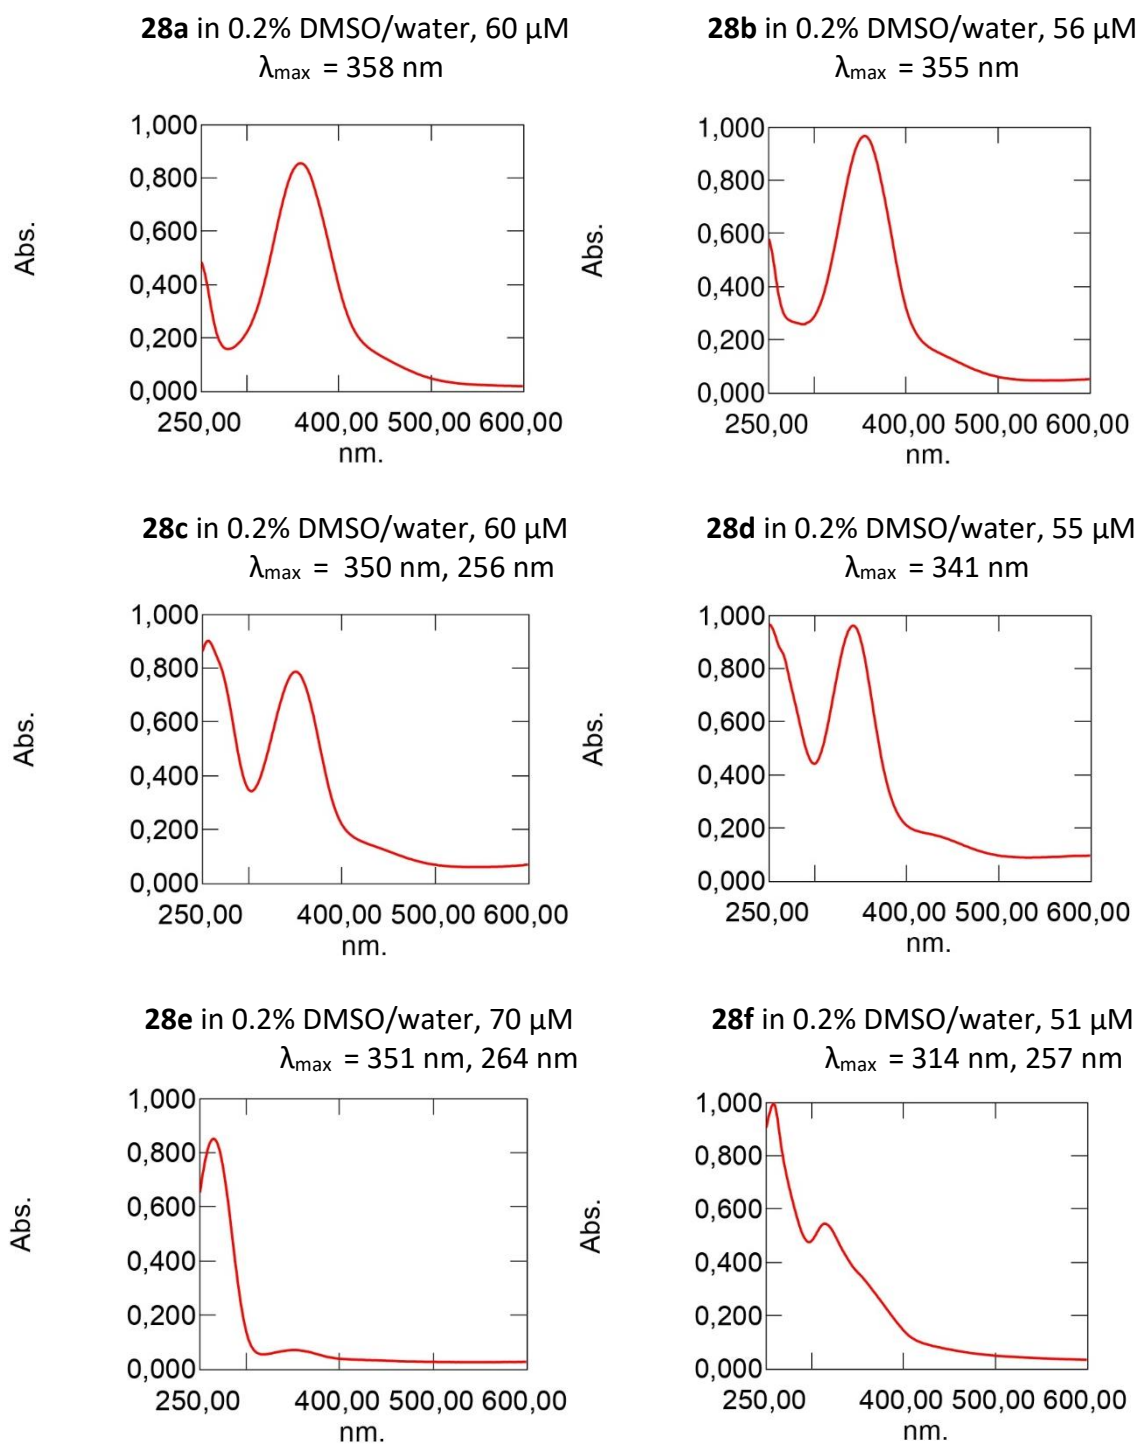 28a in 0.2% DMSO/water, 60 µM
λmax = 358 nm
1,000
0,800
0,600
0,400
0,200
0,000
Abs.
250,00 400,00 500,00 600,00
nm.
28b in 0.2% DMSO/water, 56 µM
λmax = 355 nm
1,000
0,800
0,600
0,400
0,200
0,000
Abs.
250,00 400,00 500,00 600,00
nm.
28c in 0.2% DMSO/water, 60 µM
λmax = 350 nm, 256 nm
1,000
0,800
0,600
0,400
0,200
0,000
Abs.
250,00 400,00 500,00 600,00
nm.
28d in 0.2% DMSO/water, 55 µM
λmax = 341 nm
1,000
0,800
0,600
0,400
0,200
0,000
Abs.
250,00 400,00 500,00 600,00
nm.
28e in 0.2% DMSO/water, 70 µM
λmax = 351 nm, 264 nm
1,000
0,800
0,600
0,400
0,200
0,000
Abs.
250,00 400,00 500,00 600,00
nm.
28f in 0.2% DMSO/water, 51 µM
λmax = 314 nm, 257 nm
1,000
0,800
0,600
0,400
0,200
0,000
Abs.
250,00 400,00 500,00 600,00
nm.